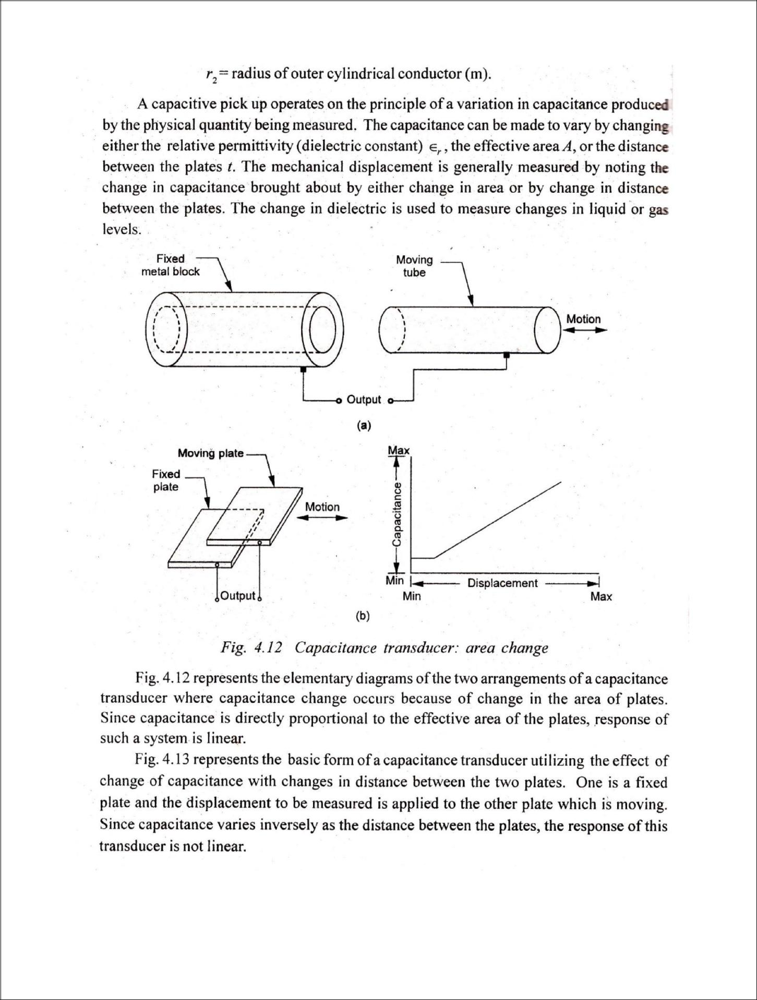 r₂ = radius of outer cylindrical conductor (m).
A capacitive pick up operates on the principle of a variation in capacitance produced
by the physical quantity being measured. The capacitance can be made to vary by changing
either the relative permittivity (dielectric constant) ∈ᵣ, the effective area A, or the distance
between the plates t. The mechanical displacement is generally measured by noting the
change in capacitance brought about by either change in area or by change in distance
between the plates. The change in dielectric is used to measure changes in liquid or gas
levels.
Fixed
metal block
Moving
tube
Motion
Output
(a)
Moving plate
Fixed
plate
Motion
Output
Max
Capacitance
Min
Displacement
Min
Max
(b)
Fig. 4.12 Capacitance transducer: area change
Fig. 4.12 represents the elementary diagrams of the two arrangements of a capacitance
transducer where capacitance change occurs because of change in the area of plates.
Since capacitance is directly proportional to the effective area of the plates, response of
such a system is linear.
Fig. 4.13 represents the basic form of a capacitance transducer utilizing the effect of
change of capacitance with changes in distance between the two plates. One is a fixed
plate and the displacement to be measured is applied to the other plate which is moving.
Since capacitance varies inversely as the distance between the plates, the response of this
transducer is not linear.